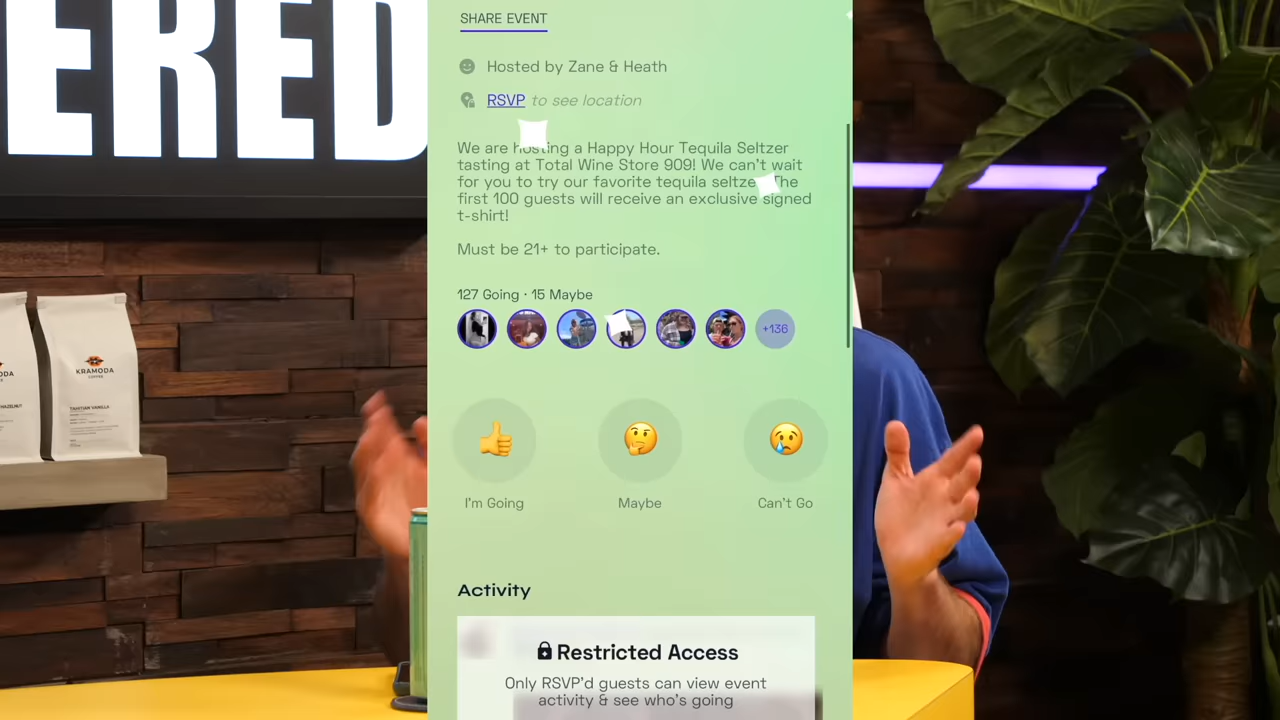 ERED
SHARE EVENT
Hosted by Zane & Heath
RSVP to see location
We are hosting a Happy Hour Tequila Seltzer
tasting at Total Wine Store 909! We can't wait
for you to try our favorite tequila seltzer. The
first 100 guests will receive an exclusive signed
t-shirt!
Must be 21+ to participate.
127 Going · 15 Maybe
+136
I'm Going
Maybe
Can't Go
Activity
Restricted Access
Only RSVP'd guests can view event
activity & see who's going
KRAMODA
COFFEE
TAHITIAN VANILLA